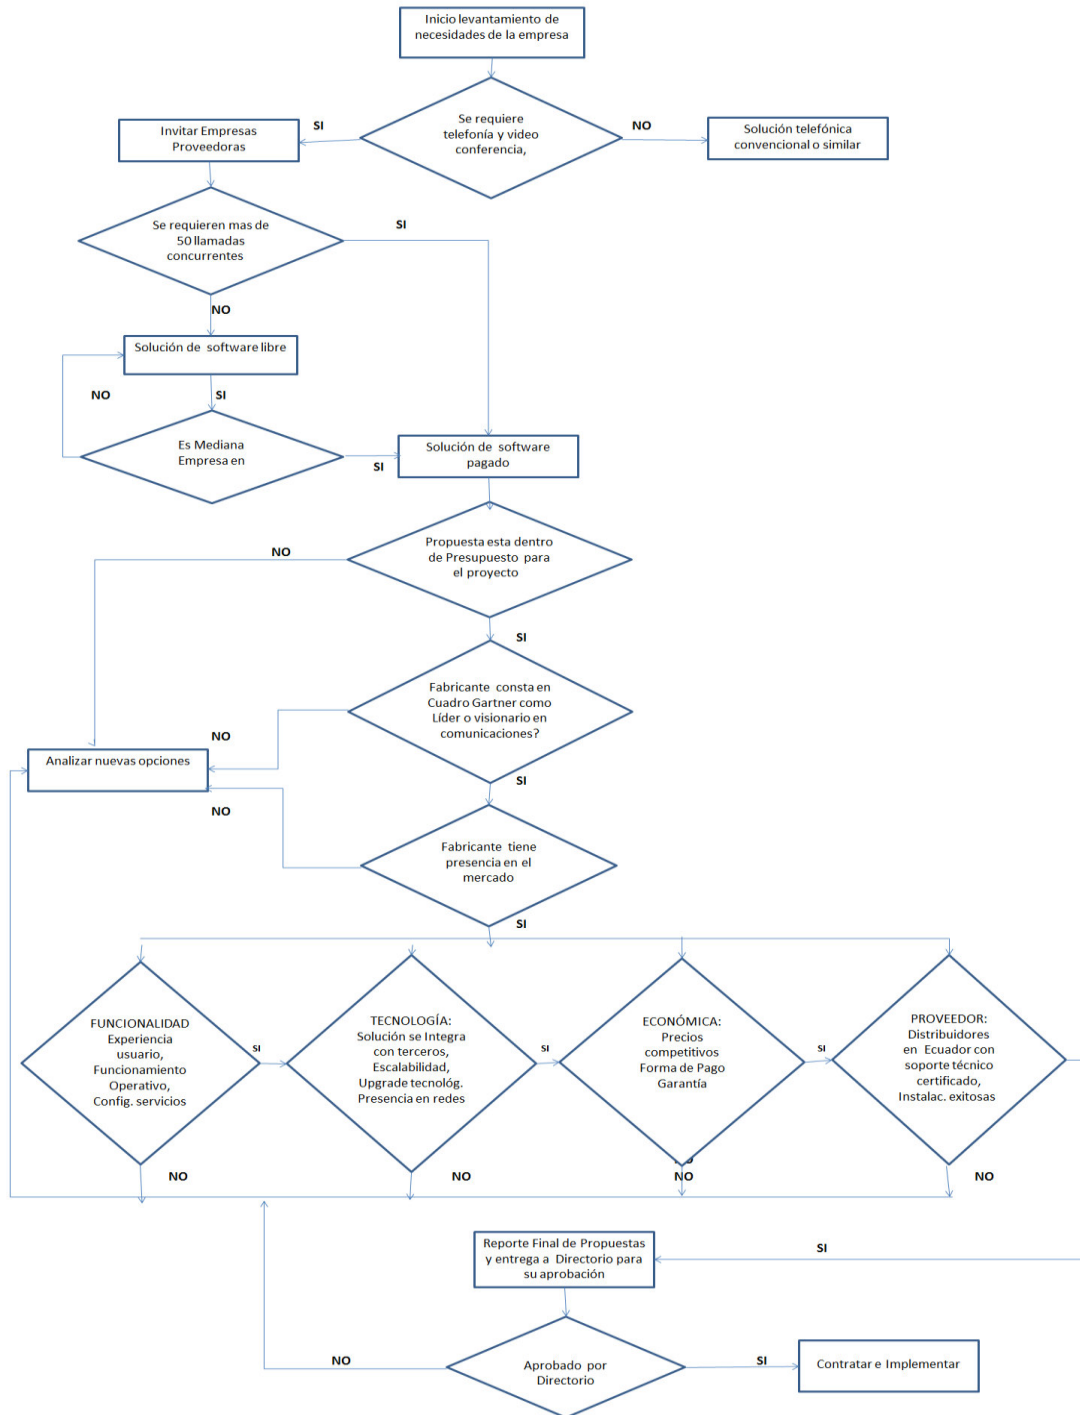 Inicio levantamiento de
necesidades de la empresa
Se requiere
telefonía y video
conferencia,
SI
NO
Invitar Empresas
Proveedoras
Solución telefónica
convencional o similar
Se requieren mas de
50 llamadas
concurrentes
SI
NO
Solución de software libre
NO
SI
Es Mediana
Empresa en
SI
Solución de software
pagado
Propuesta esta dentro
de Presupuesto para
el proyecto
NO
SI
Fabricante consta en
Cuadro Gartner como
Líder o visionario en
comunicaciones?
NO
Analizar nuevas opciones
SI
NO
Fabricante tiene
presencia en el
mercado
SI
FUNCIONALIDAD
Experiencia
usuario,
Funcionamiento
Operativo,
Config. servicios
SI
TECNOLOGÍA:
Solución se Integra
con terceros,
Escalabilidad,
Upgrade tecnológ.
Presencia en redes
SI
ECONÓMICA:
Precios
competitivos
Forma de Pago
Garantía
SI
PROVEEDOR:
Distribuidores
en Ecuador con
soporte técnico
certificado,
Instalac. exitosas
NO
NO
NO
NO
Reporte Final de Propuestas
y entrega a Directorio para
su aprobación
SI
NO
Aprobado por
Directorio
SI
Contratar e Implementar